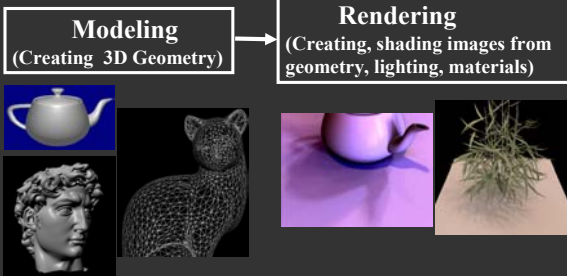 Modeling
(Creating 3D Geometry)
Rendering
(Creating, shading images from
geometry, lighting, materials)